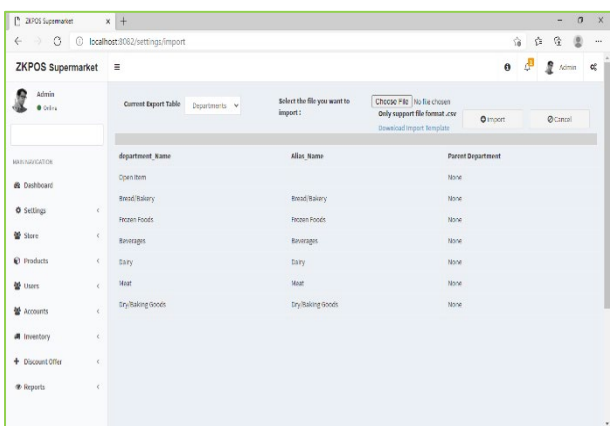 ZKPOS Supermarket
localhost:8082/settings/import
ZKPOS Supermarket
Admin
Admin
Online
Current Export Table
Departments
Select the file you want to
import :
Choose File No file chosen
Only support file format .csv
Download Import Template
Import
Cancel
MAIN NAVIGATION
Dashboard
Settings
Store
Products
Users
Accounts
Inventory
Discount Offer
Reports
department_Name Alias_Name Parent Department
Open Item None
Bread/Bakery Bread/Bakery None
Frozen Foods Frozen Foods None
Beverages Beverages None
Dairy Dairy None
Meat Meat None
Dry/Baking Goods Dry/Baking Goods None